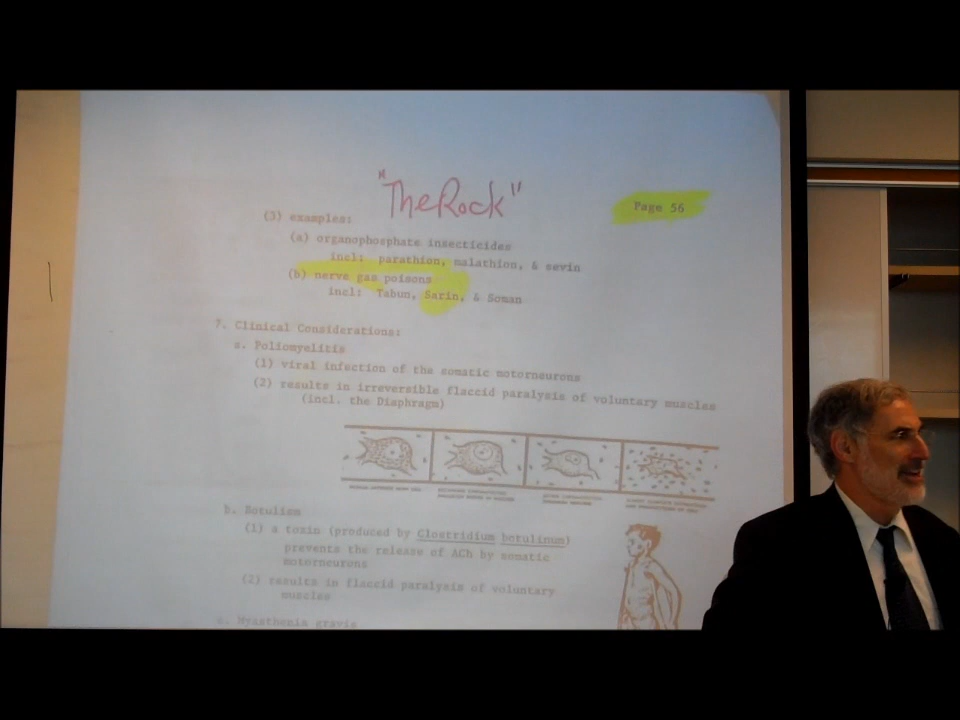 "The Rock"
Page 56
(3) examples:
(a) organophosphate insecticides
incl: parathion, malathion, & sevin
(b) nerve gas poisons
incl: Tabun, Sarin, & Soman
7. Clinical Considerations:
a. Poliomyelitis
(1) viral infection of the somatic motorneurons
(2) results in irreversible flaccid paralysis of voluntary muscles
(incl. the Diaphragm)
b. Botulism
(1) a toxin (produced by Clostridium botulinum)
prevents the release of ACh by somatic
motorneurons
(2) results in flaccid paralysis of voluntary
muscles
c. Myasthenia gravis